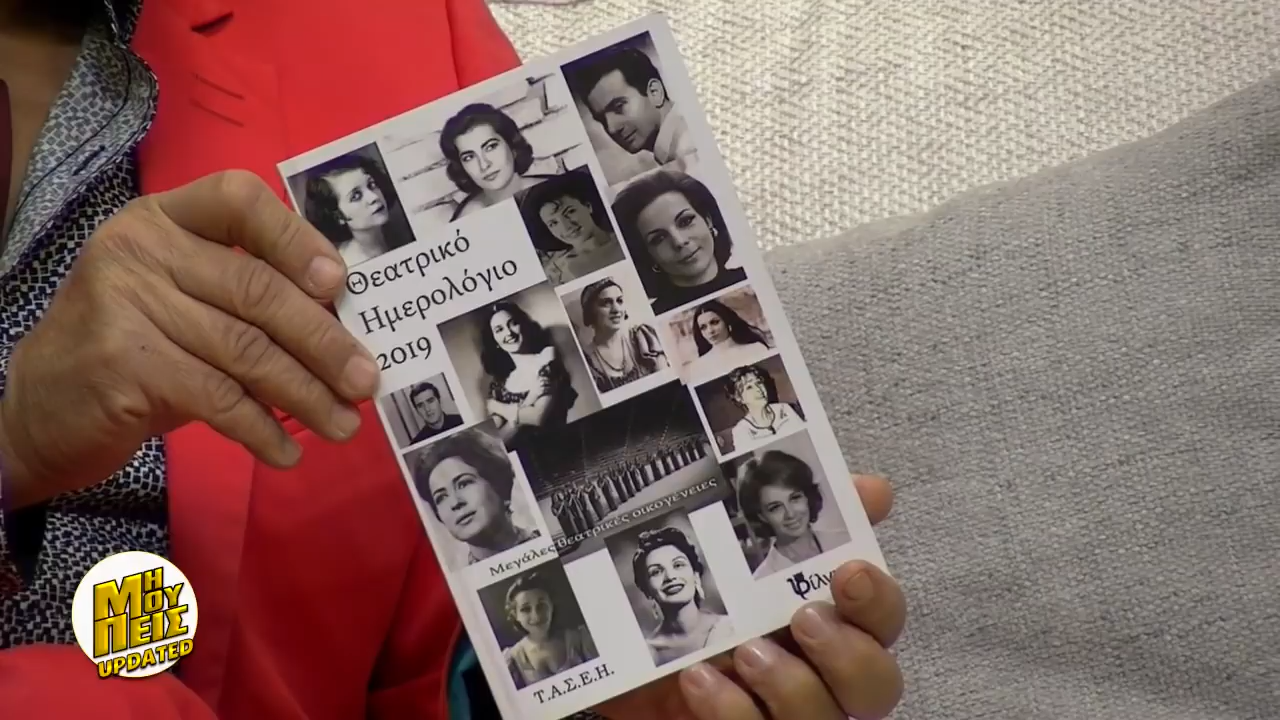 Θεατρικό
Ημερολόγιο
2019
Μεγάλες θεατρικές οικογένειες
Τ.Α.Σ.Ε.Η.
ΜΗ
ΜΟΥ
ΠΕΙΣ
UPDATED